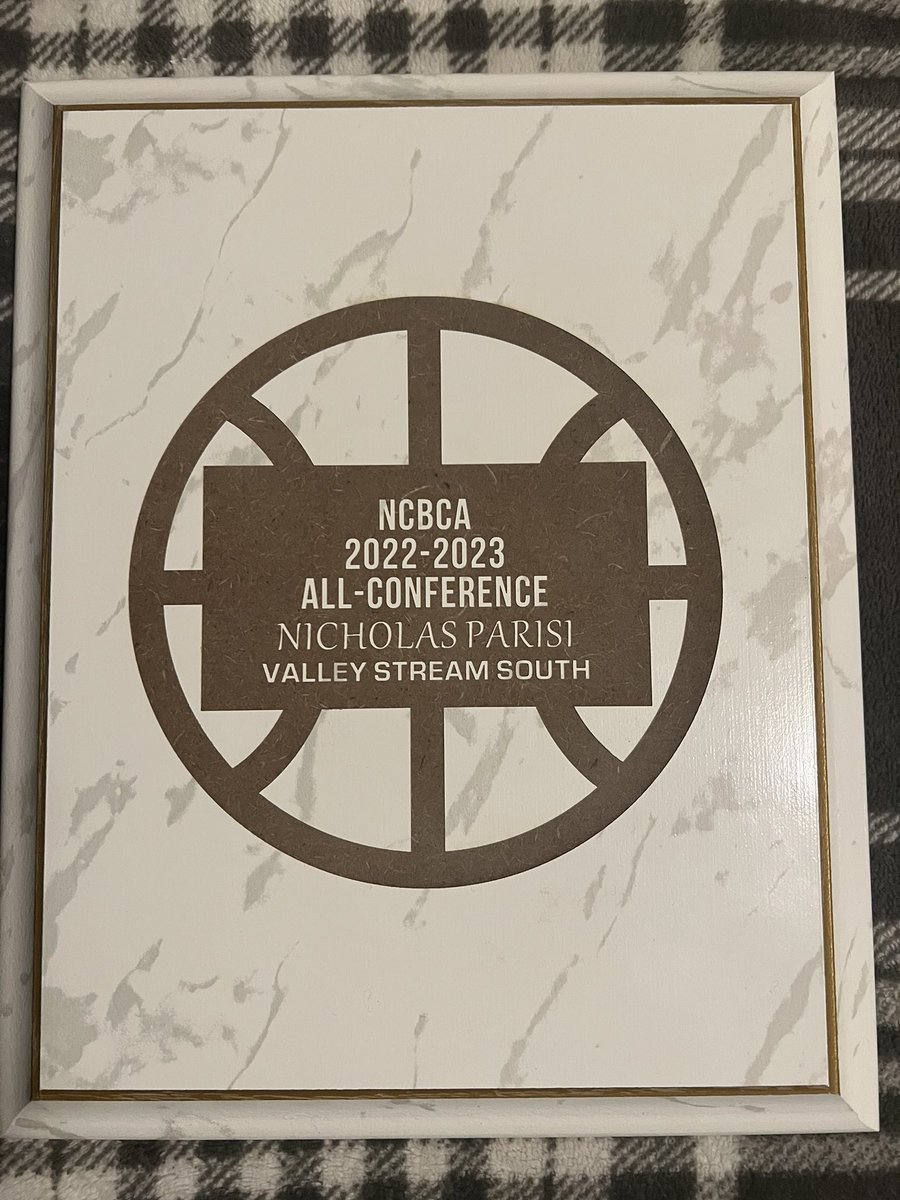 NCBCA
2022-2023
ALL-CONFERENCE
NICHOLAS PARISI
VALLEY STREAM SOUTH